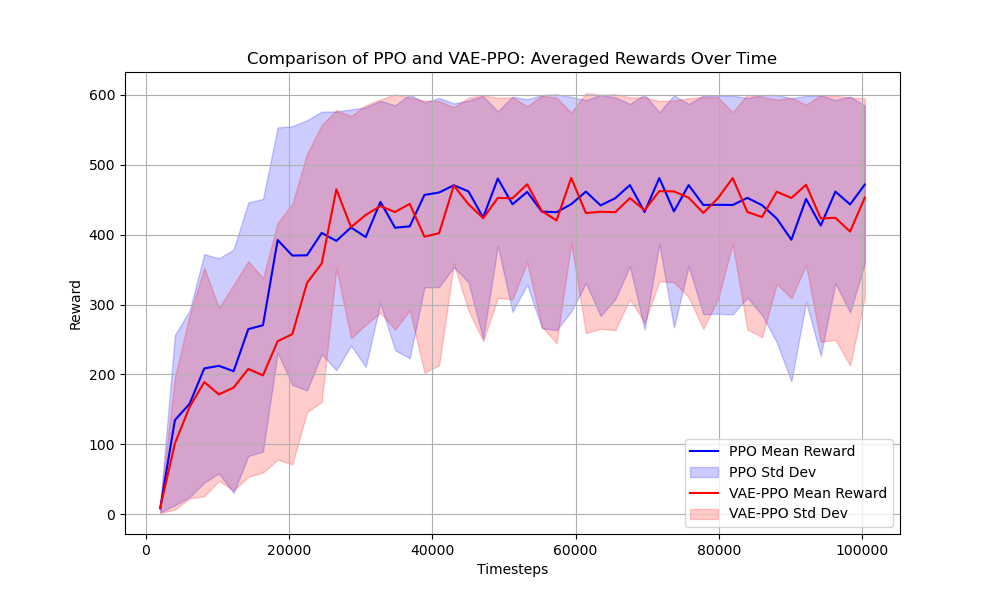 Comparison of PPO and VAE-PPO: Averaged Rewards Over Time
600
500
400
300
200
100
0
Reward
PPO Mean Reward
PPO Std Dev
VAE-PPO Mean Reward
VAE-PPO Std Dev
0 20000 40000 60000 80000 100000
Timesteps